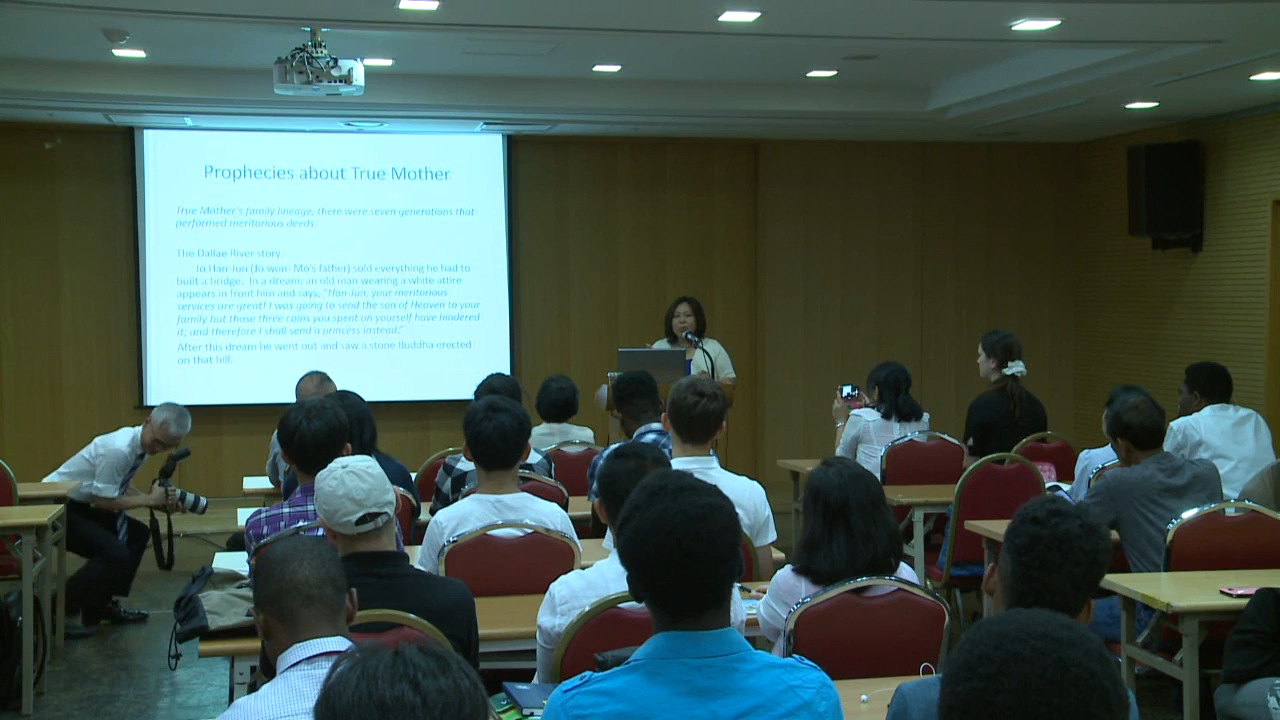 Prophecies about True Mother
True Mother's family lineage; there were seven generations that
performed meritorious deeds.
The Dallae River story:
Jo Han-Jun (Jo won- Mo's father) sold everything he had to
built a bridge. In a dream, an old man wearing a white attire
appears in front him and says; "Han-Jun, your meritorious
services are great! I was going to send the son of Heaven to your
family but those three coins you spent on yourself have hindered
it; and therefore I shall send a princess instead."
After this dream he went out and saw a stone Buddha erected
on that hill.